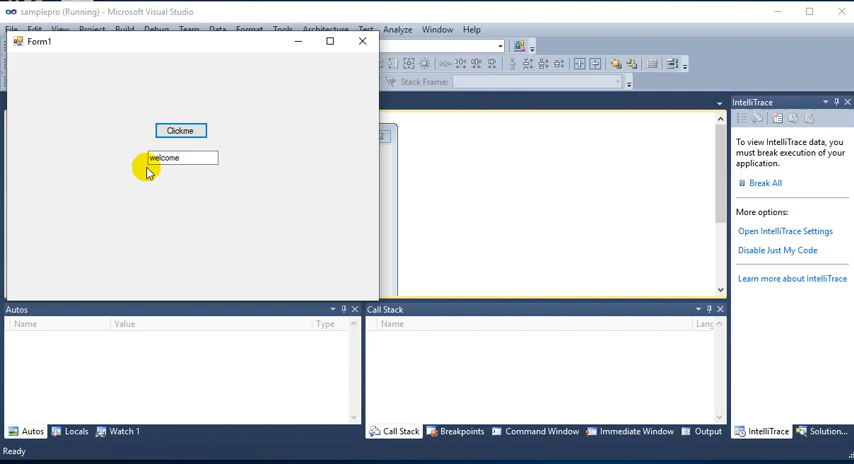 samplepro (Running) - Microsoft Visual Studio
File Edit View Project Build Debug Team Data Format Tools Architecture Test Analyze Window Help
Form1
Stack Frame:
Clickme
welcome
IntelliTrace
To view IntelliTrace data, you
must break execution of your
application.
Break All
More options:
Open IntelliTrace Settings
Disable Just My Code
Learn more about IntelliTrace
Autos
Name Value Type
Call Stack
Name Lang
Autos Locals Watch 1
Call Stack Breakpoints Command Window Immediate Window Output
IntelliTrace Solution...
Ready